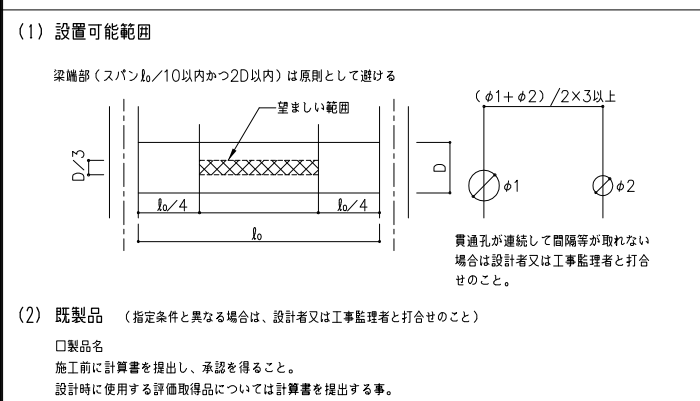 (1) 設置可能範囲
梁端部(スパンℓ₀/10以内かつ2D以内)は原則として避ける
望ましい範囲
(φ1+φ2)/2×3以上
D/3
D
φ1
φ2
ℓ₀/4
ℓ₀/4
ℓ₀
貫通孔が連続して間隔等が取れない
場合は設計者又は工事監理者と打合
せのこと。
(2) 既製品 (指定条件と異なる場合は、設計者又は工事監理者と打合せのこと)
□製品名
施工前に計算書を提出し、承認を得ること。
設計時に使用する評価取得品については計算書を提出する事。